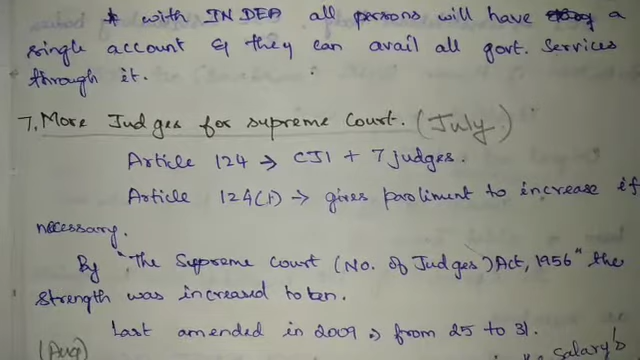 * with INDEA all persons will have a
single account & they can avail all govt. Services
through it.
7. More Judges for supreme Court. (July)
Article 124 → CJI + 7 judges.
Article 124(1) → gives parliment to increase if
necessary.
By "The Supreme Court (No. of Judges) Act, 1956" the
strength was increased to ten.
Last amended in 2009 → from 25 to 31.
(Aug)
salary's